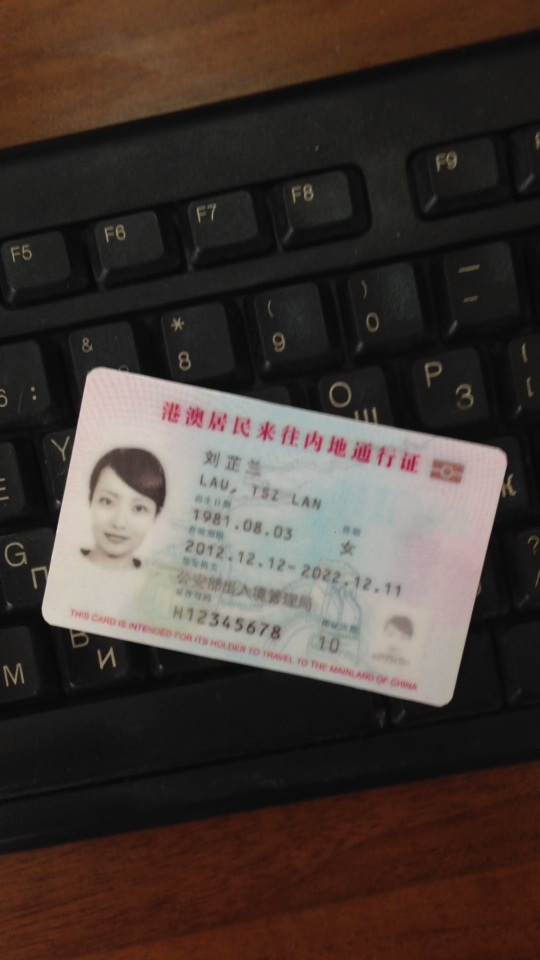 F5 F6 F7 F8 F9
& * ( ) —
6 / : 8 9 0 -
O Щ P З
Y
G П
B И
M
港澳居民来往内地通行证
刘芷兰
LAU, TSZ LAN
出生日期 性别
1981.08.03 女
有效期限
2012.12.12-2022.12.11
签发机关
公安部出入境管理局
证件号码 换证次数
H12345678 10
THIS CARD IS INTENDED FOR ITS HOLDER TO TRAVEL TO THE MAINLAND OF CHINA